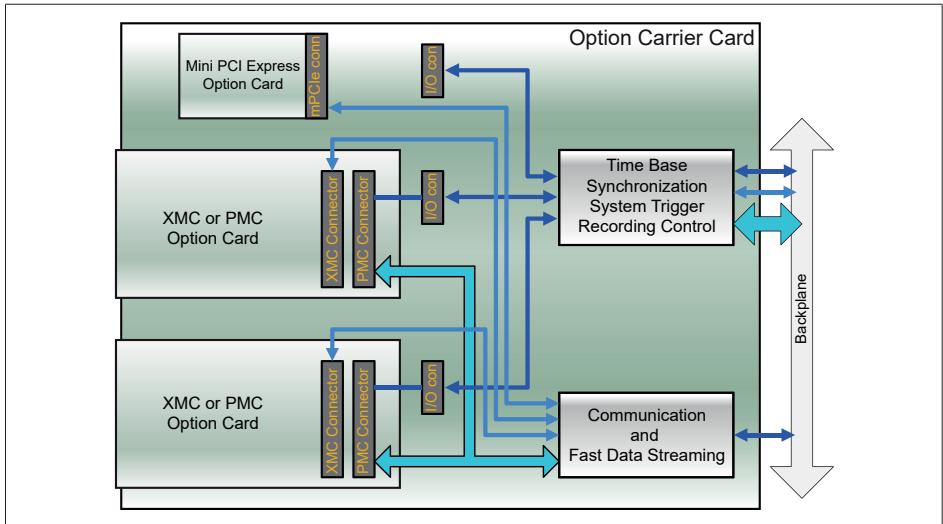 Option Carrier Card
Mini PCI Express
Option Card
mPCIe conn
I/O con
XMC or PMC
Option Card
XMC Connector
PMC Connector
I/O con
Time Base
Synchronization
System Trigger
Recording Control
Backplane
XMC or PMC
Option Card
XMC Connector
PMC Connector
I/O con
Communication
and
Fast Data Streaming